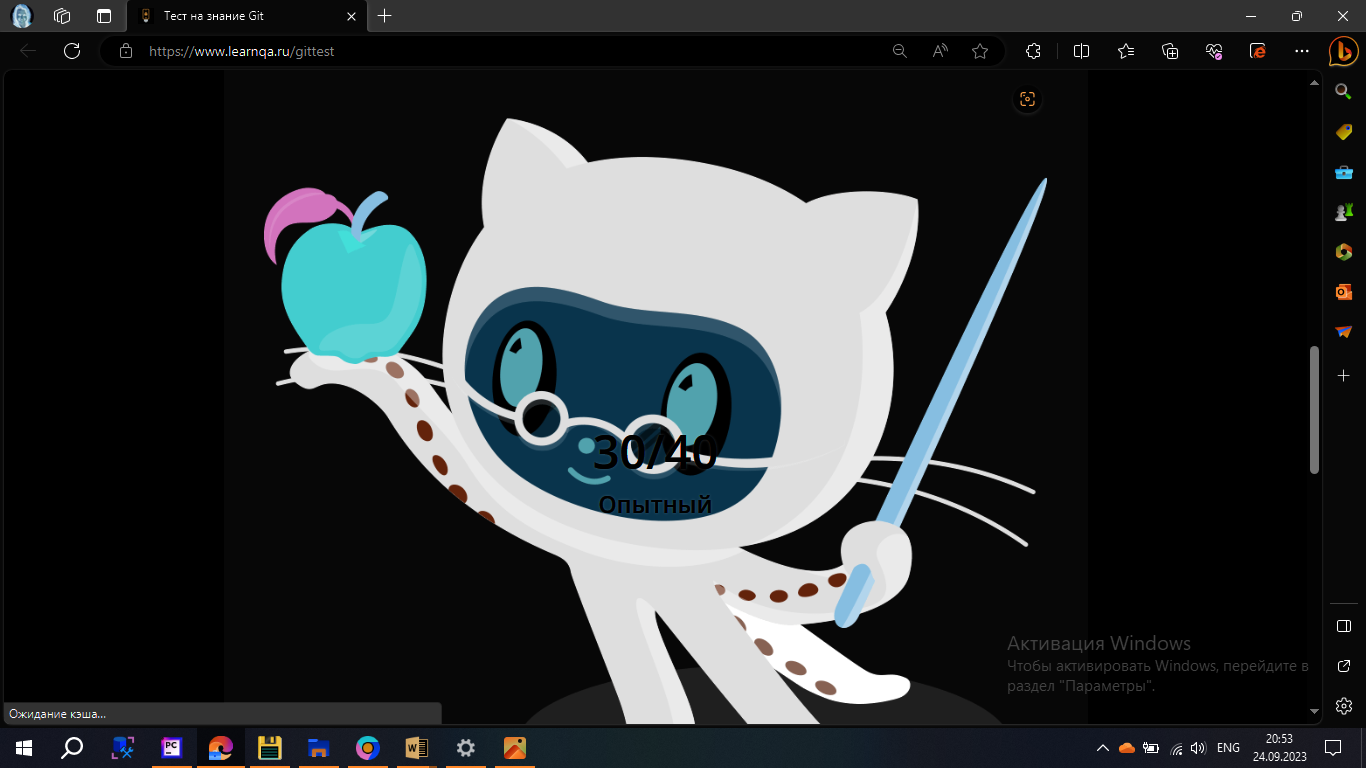 Тест на знание Git
https://www.learnqa.ru/gittest
30/40
Опытный
Активация Windows
Чтобы активировать Windows, перейдите в
раздел "Параметры".
Ожидание кэша...
PC
W
ENG
20:53
24.09.2023